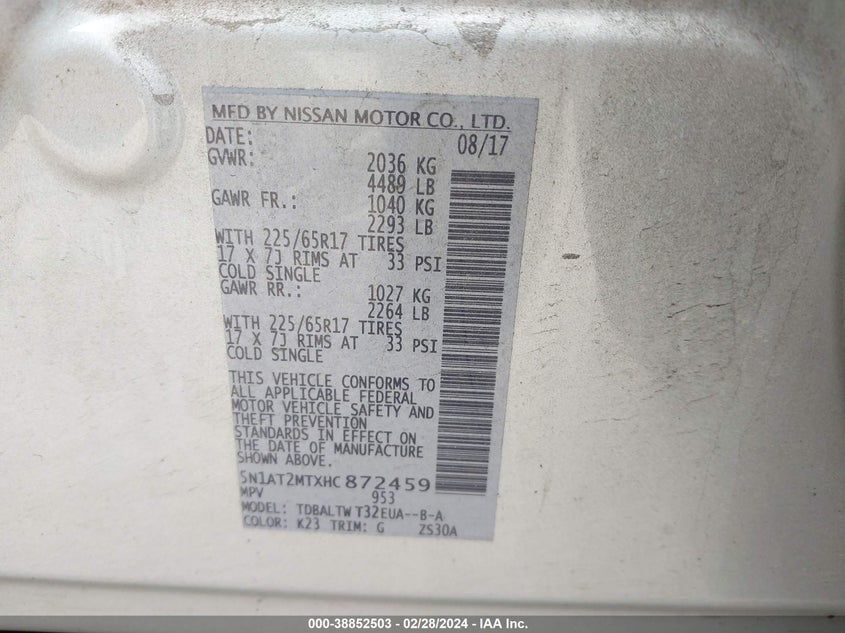 MFD BY NISSAN MOTOR CO., LTD.
DATE: 08/17
GVWR: 2036 KG
4489 LB
GAWR FR.: 1040 KG
2293 LB
WITH 225/65R17 TIRES
17 X 7J RIMS AT 33 PSI
COLD SINGLE
GAWR RR.: 1027 KG
2264 LB
WITH 225/65R17 TIRES
17 X 7J RIMS AT 33 PSI
COLD SINGLE
THIS VEHICLE CONFORMS TO
ALL APPLICABLE FEDERAL
MOTOR VEHICLE SAFETY AND
THEFT PREVENTION
STANDARDS IN EFFECT ON
THE DATE OF MANUFACTURE
SHOWN ABOVE.
5N1AT2MTXHC872459
MPV 953
MODEL: TDBALTW T32EUA--B-A
COLOR: K23 TRIM: G ZS30A
000-38852503 - 02/28/2024 - IAA Inc.